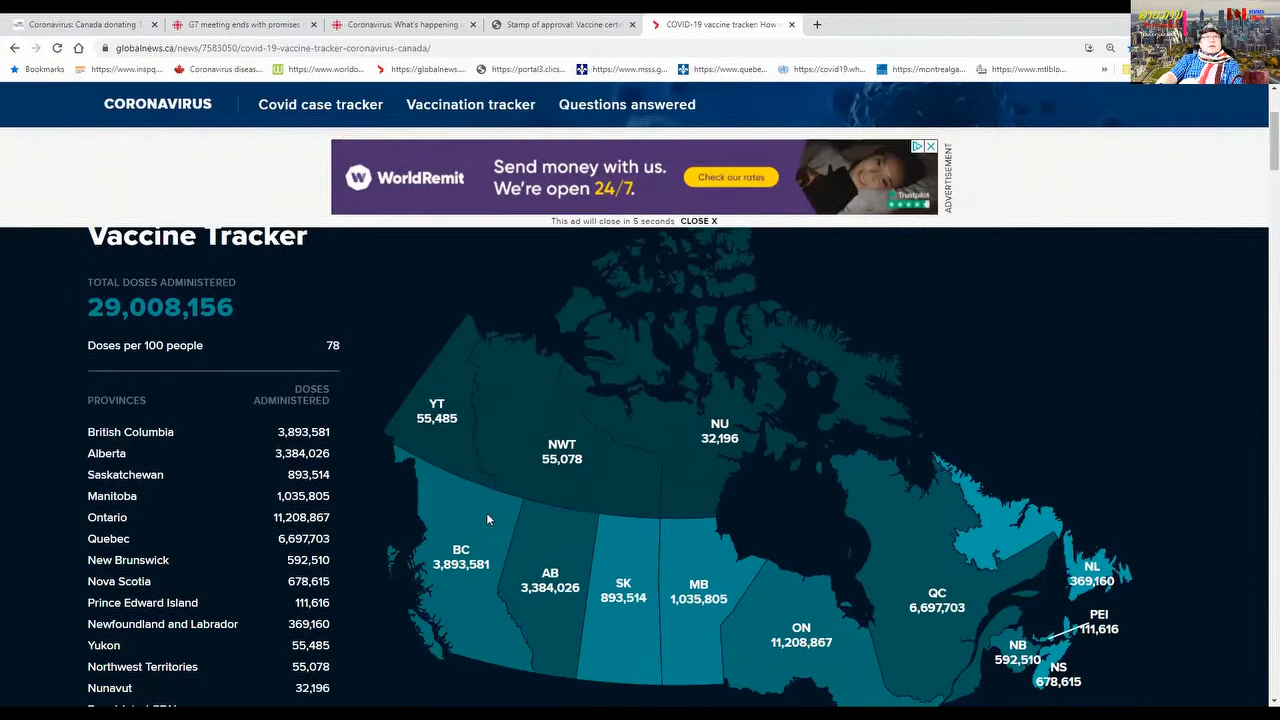 Coronavirus: Canada donating 1
G7 meeting ends with promises
Coronavirus: What's happening
Stamp of approval: Vaccine certi
COVID-19 vaccine tracker: How
globalnews.ca/news/7583050/covid-19-vaccine-tracker-coronavirus-canada/
Bookmarks
https://www.inspq...
Coronavirus diseas...
https://www.worldo...
https://globalnews....
https://portal3.clics...
https://www.msss.g...
https://www.quebe...
https://covid19.wh...
https://montrealga...
https://www.mtlblo...
CORONAVIRUS
Covid case tracker
Vaccination tracker
Questions answered
WorldRemit
Send money with us.
We're open 24/7.
Check our rates
Trustpilot
ADVERTISEMENT
This ad will close in 5 seconds CLOSE X
Vaccine Tracker
TOTAL DOSES ADMINISTERED
29,008,156
Doses per 100 people 78
PROVINCES DOSES ADMINISTERED
British Columbia 3,893,581
Alberta 3,384,026
Saskatchewan 893,514
Manitoba 1,035,805
Ontario 11,208,867
Quebec 6,697,703
New Brunswick 592,510
Nova Scotia 678,615
Prince Edward Island 111,616
Newfoundland and Labrador 369,160
Yukon 55,485
Northwest Territories 55,078
Nunavut 32,196
YT
55,485
NWT
55,078
NU
32,196
BC
3,893,581
AB
3,384,026
SK
893,514
MB
1,035,805
ON
11,208,867
QC
6,697,703
NL
369,160
PEI
111,616
NB
592,510
NS
678,615